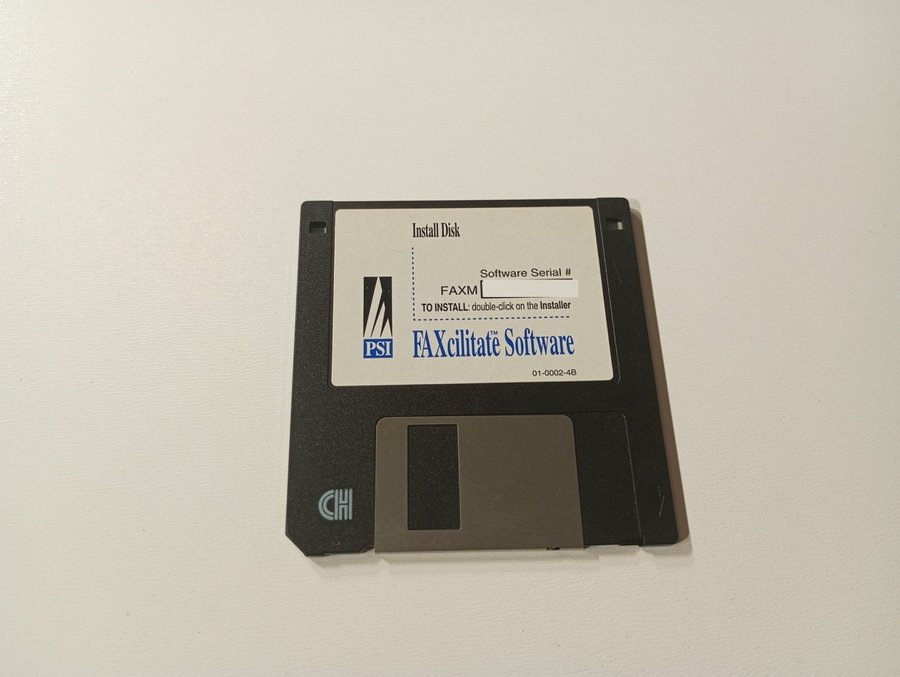 Install Disk
Software Serial #
FAXM
TO INSTALL: double-click on the Installer
PSI
FAXcilitate™ Software
01-0002-4B
CH